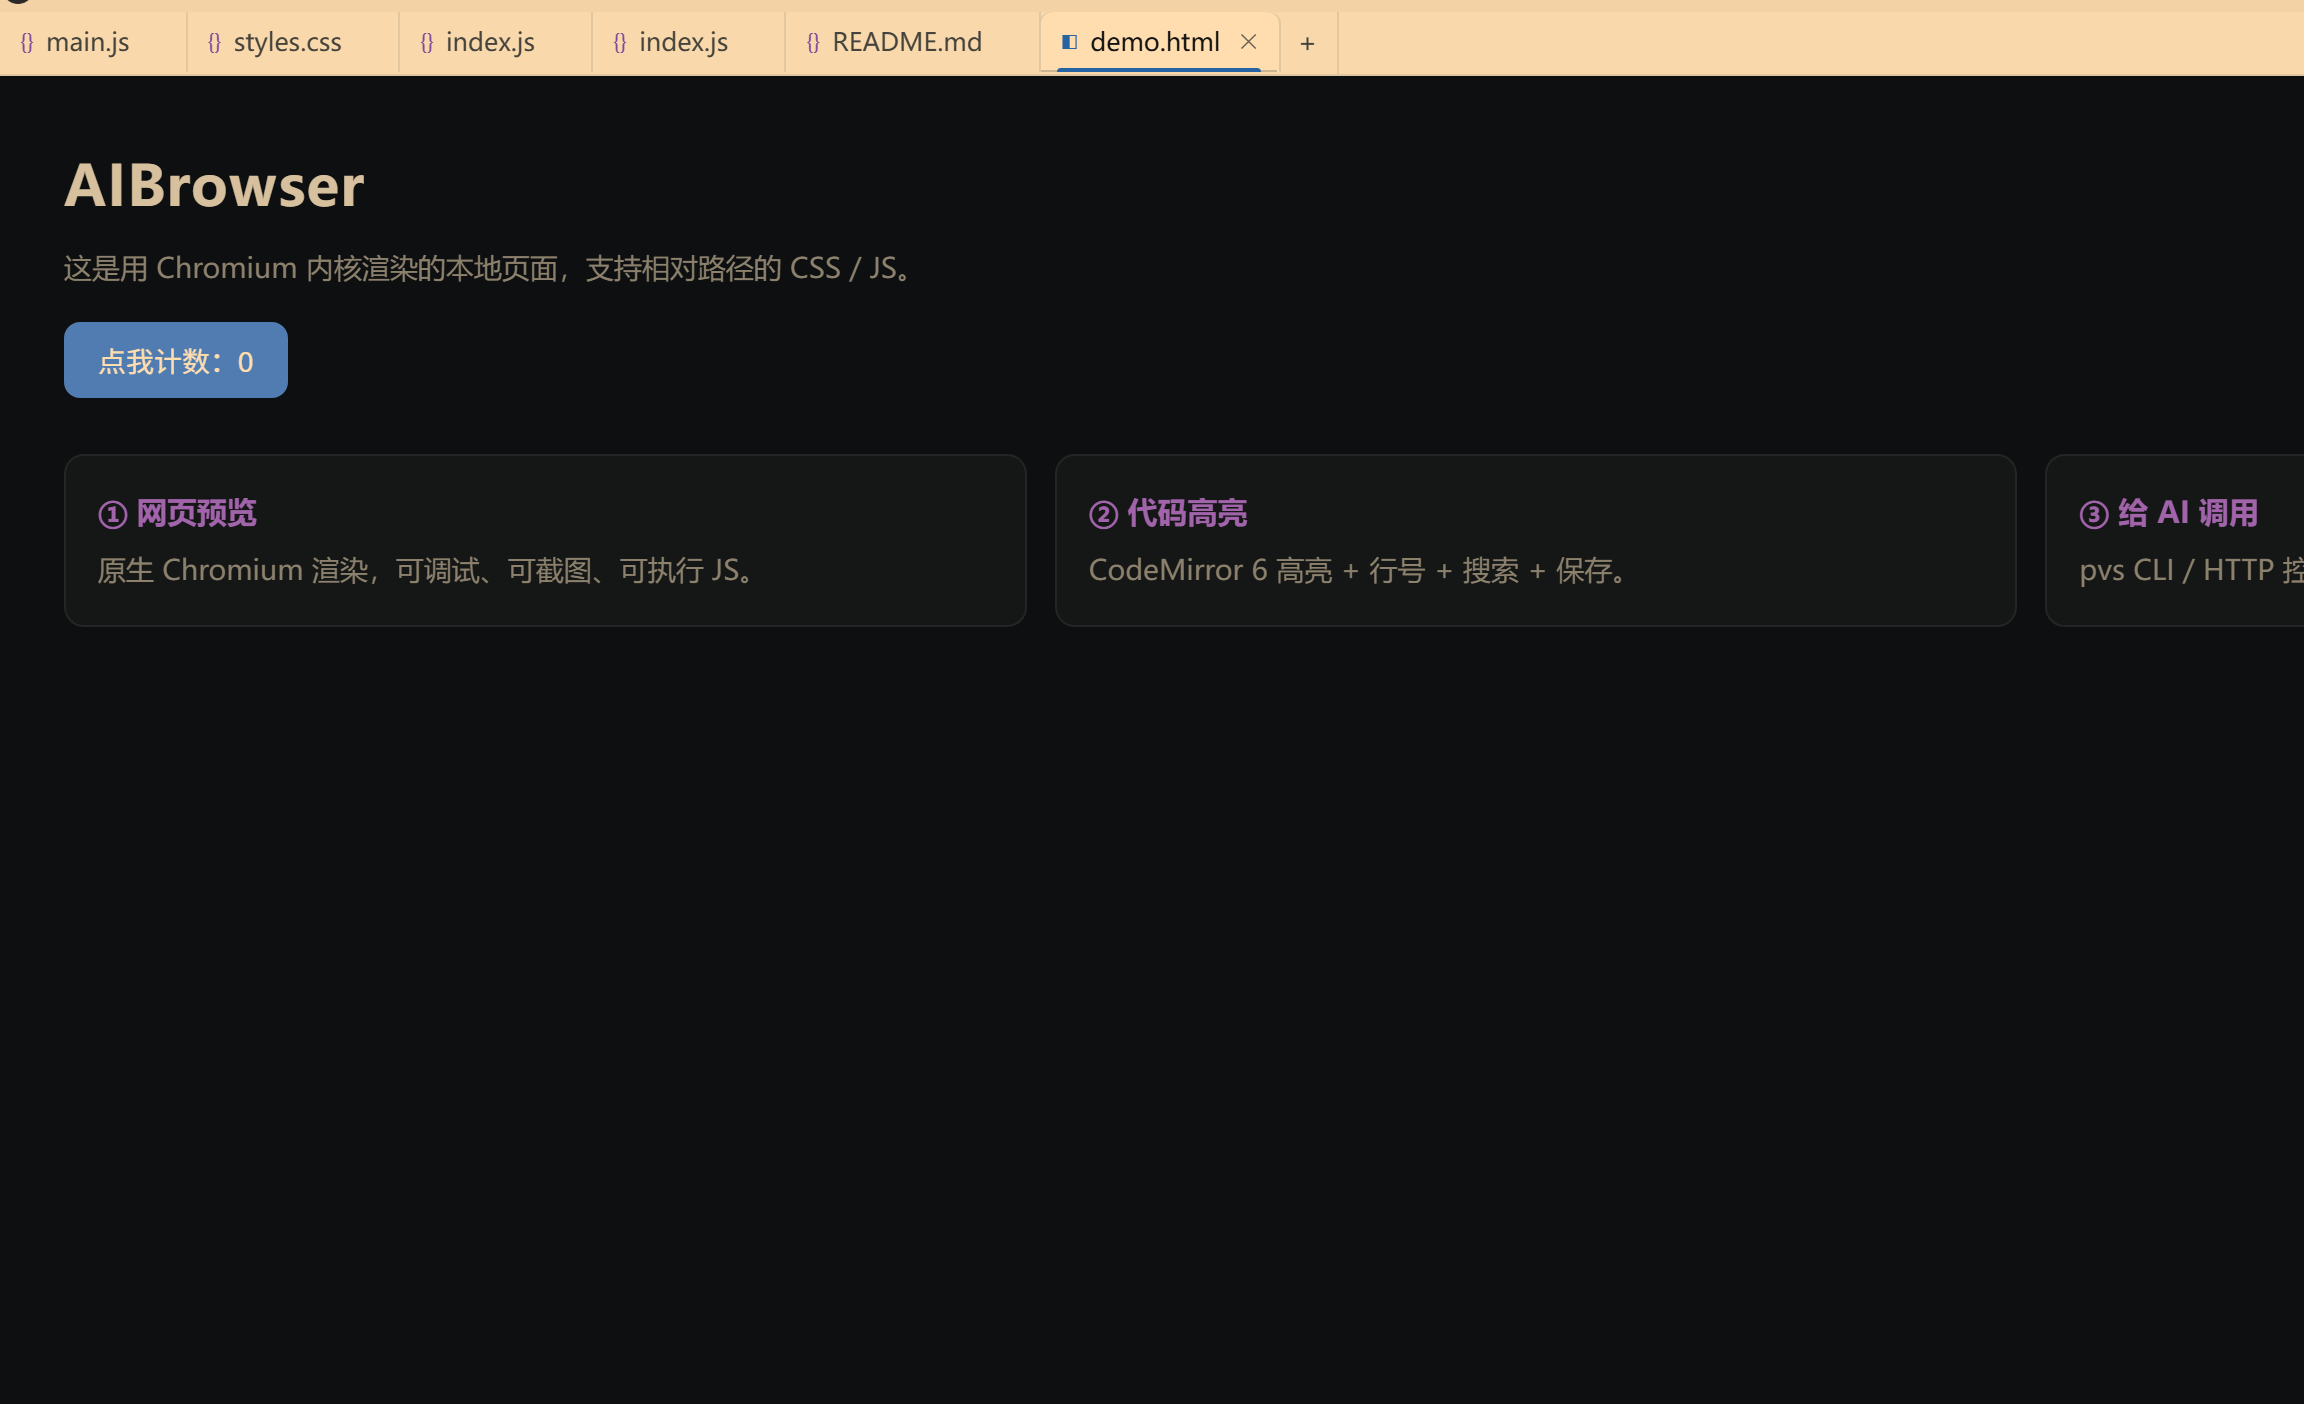 {} main.js {} styles.css {} index.js {} index.js {} README.md demo.html × +
AIBrowser
这是用 Chromium 内核渲染的本地页面，支持相对路径的 CSS / JS。
点我计数：0
① 网页预览
原生 Chromium 渲染，可调试、可截图、可执行 JS。
② 代码高亮
CodeMirror 6 高亮 + 行号 + 搜索 + 保存。
③ 给 AI 调用
pvs CLI / HTTP 控